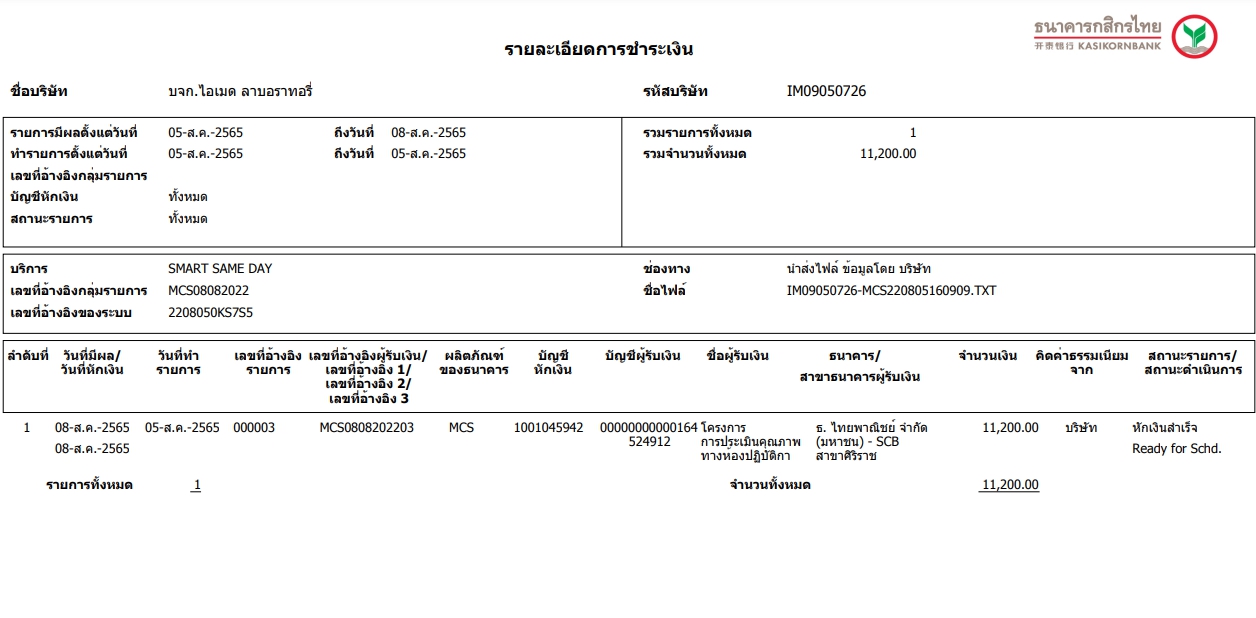 ธนาคารกสิกรไทย
开泰银行 KASIKORNBANK
รายละเอียดการชำระเงิน
ชื่อบริษัท บจก.ไอเมด ลาบอราทอรี่ รหัสบริษัท IM09050726
รายการมีผลตั้งแต่วันที่ 05-ส.ค.-2565 ถึงวันที่ 08-ส.ค.-2565 รวมรายการทั้งหมด 1
ทำรายการตั้งแต่วันที่ 05-ส.ค.-2565 ถึงวันที่ 05-ส.ค.-2565 รวมจำนวนทั้งหมด 11,200.00
เลขที่อ้างอิงกลุ่มรายการ
บัญชีหักเงิน ทั้งหมด
สถานะรายการ ทั้งหมด
บริการ SMART SAME DAY ช่องทาง นำส่งไฟล์ ข้อมูลโดย บริษัท
เลขที่อ้างอิงกลุ่มรายการ MCS08082022 ชื่อไฟล์ IM09050726-MCS220805160909.TXT
เลขที่อ้างอิงของระบบ 2208050KS7S5
ลำดับที่ วันที่มีผล/ วันที่ทำ เลขที่อ้างอิง เลขที่อ้างอิงผู้รับเงิน/ ผลิตภัณฑ์ บัญชี บัญชีผู้รับเงิน ชื่อผู้รับเงิน ธนาคาร/ จำนวนเงิน คิดค่าธรรมเนียม สถานะรายการ/
วันที่หักเงิน รายการ รายการ เลขที่อ้างอิง 1/ ของธนาคาร หักเงิน สาขาธนาคารผู้รับเงิน จาก สถานะดำเนินการ
เลขที่อ้างอิง 2/
เลขที่อ้างอิง 3
1 08-ส.ค.-2565 05-ส.ค.-2565 000003 MCS0808202203 MCS 1001045942 00000000000164 โครงการ ธ. ไทยพาณิชย์ จำกัด 11,200.00 บริษัท หักเงินสำเร็จ
524912 การประเมินคุณภาพ (มหาชน) - SCB
08-ส.ค.-2565 ทางห้องปฏิบัติกา สาขาศิริราช Ready for Schd.
รายการทั้งหมด 1 จำนวนทั้งหมด 11,200.00